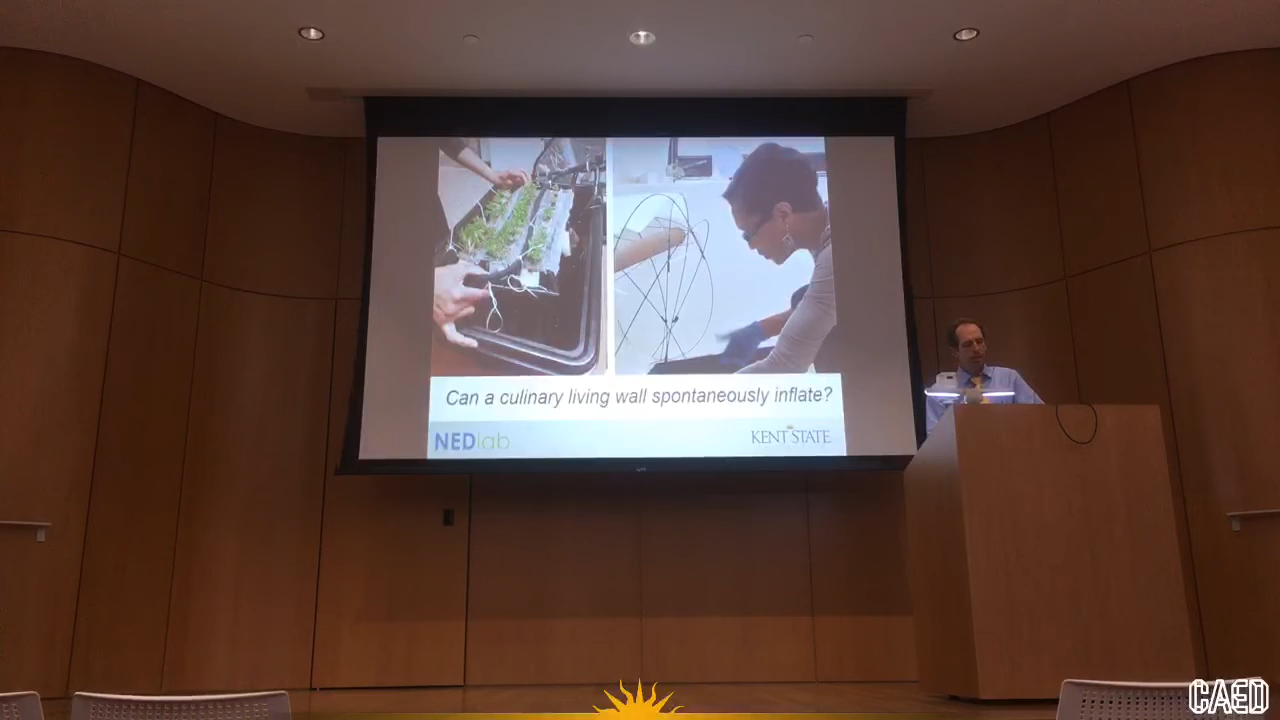 Can a culinary living wall spontaneously inflate?
NEDlab
KENT STATE
CAED